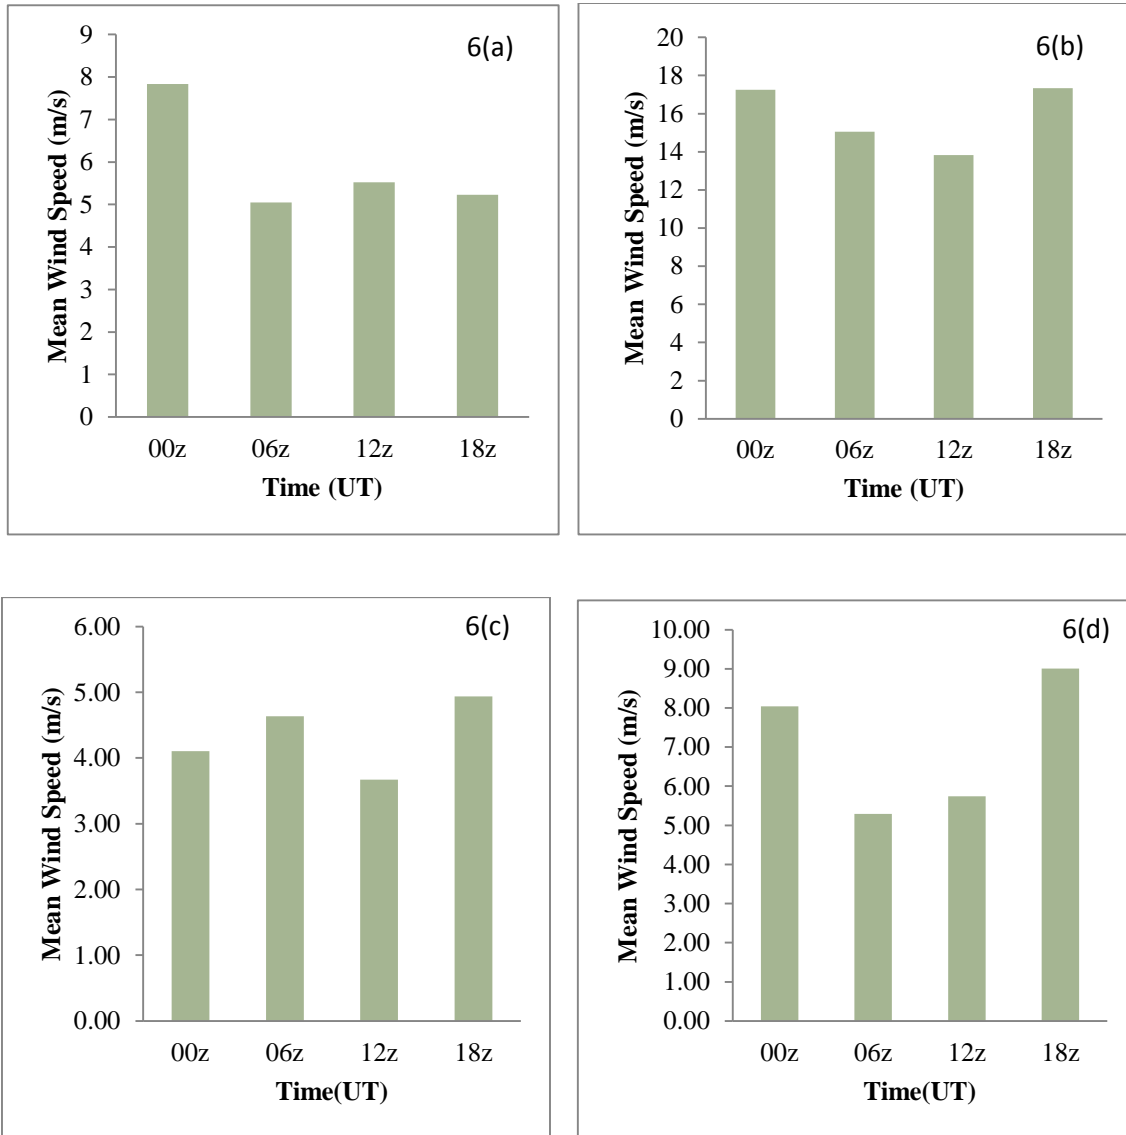 6(a)
Mean Wind Speed (m/s)
9
8
7
6
5
4
3
2
1
0
00z 06z 12z 18z
Time (UT)
6(b)
Mean Wind Speed (m/s)
20
18
16
14
12
10
8
6
4
2
0
00z 06z 12z 18z
Time (UT)
6(c)
Mean Wind Speed (m/s)
6.00
5.00
4.00
3.00
2.00
1.00
0.00
00z 06z 12z 18z
Time(UT)
6(d)
Mean Wind Speed (m/s)
10.00
9.00
8.00
7.00
6.00
5.00
4.00
3.00
2.00
1.00
0.00
00z 06z 12z 18z
Time(UT)